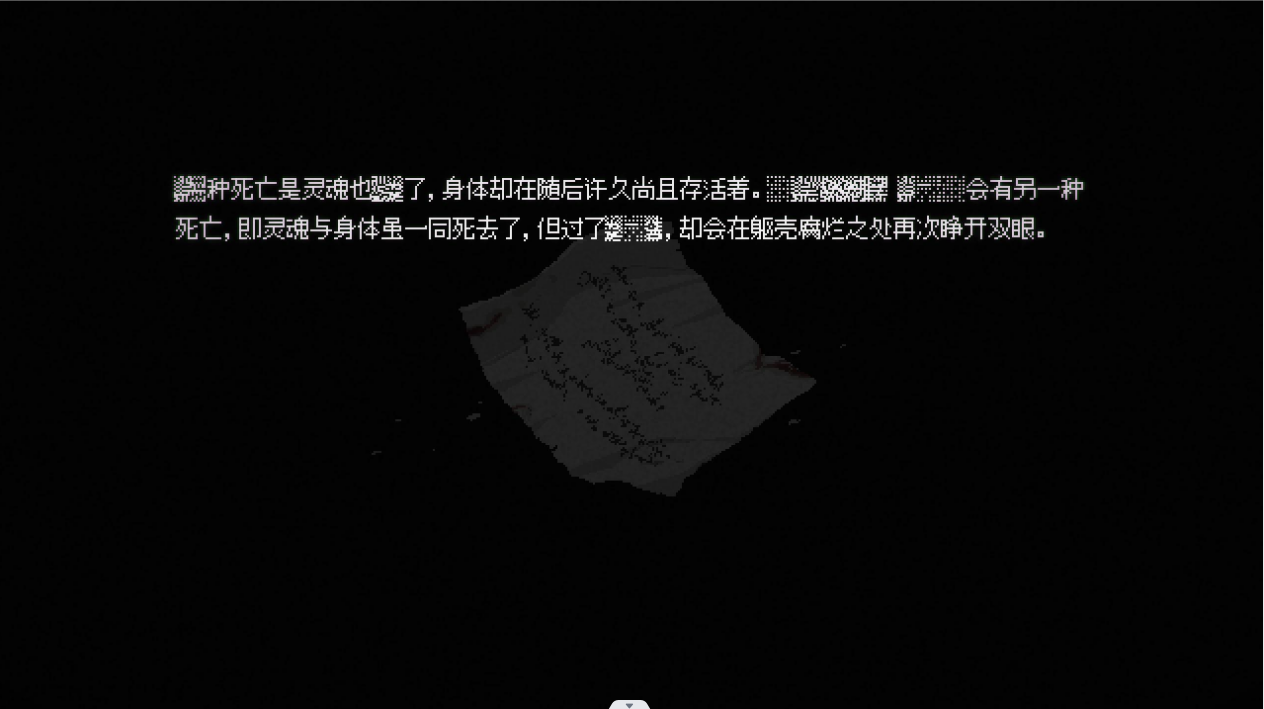 种死亡是灵魂也了，身体却在随后许久尚且存活着。会有另一种
死亡，即灵魂与身体虽一同死去了，但过了，却会在躯壳腐烂之处再次睁开双眼。